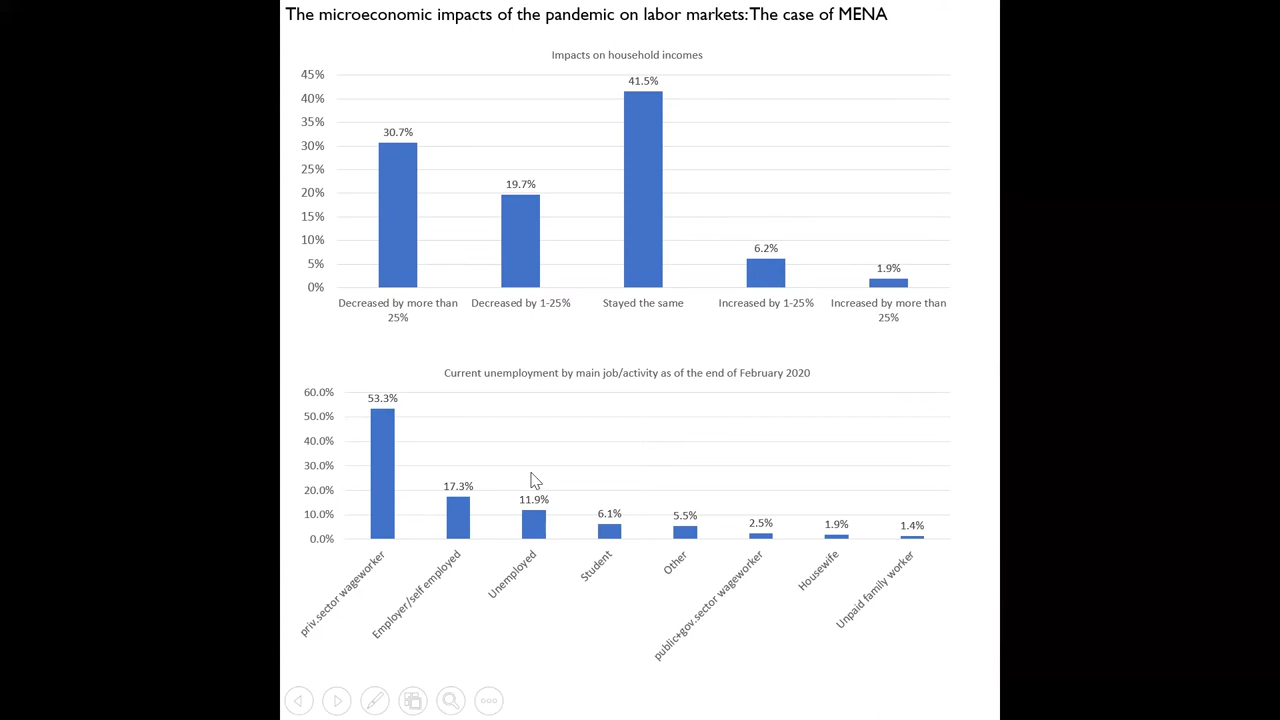 The microeconomic impacts of the pandemic on labor markets: The case of MENA
Impacts on household incomes
45%
40%
35%
30%
25%
20%
15%
10%
5%
0%
30.7%
19.7%
41.5%
6.2%
1.9%
Decreased by more than
25%
Decreased by 1-25%
Stayed the same
Increased by 1-25%
Increased by more than
25%
Current unemployment by main job/activity as of the end of February 2020
60.0%
50.0%
40.0%
30.0%
20.0%
10.0%
0.0%
53.3%
17.3%
11.9%
6.1%
5.5%
2.5%
1.9%
1.4%
priv.sector wageworker
Employer/self employed
Unemployed
Student
Other
public+gov.sector wageworker
Housewife
Unpaid family worker